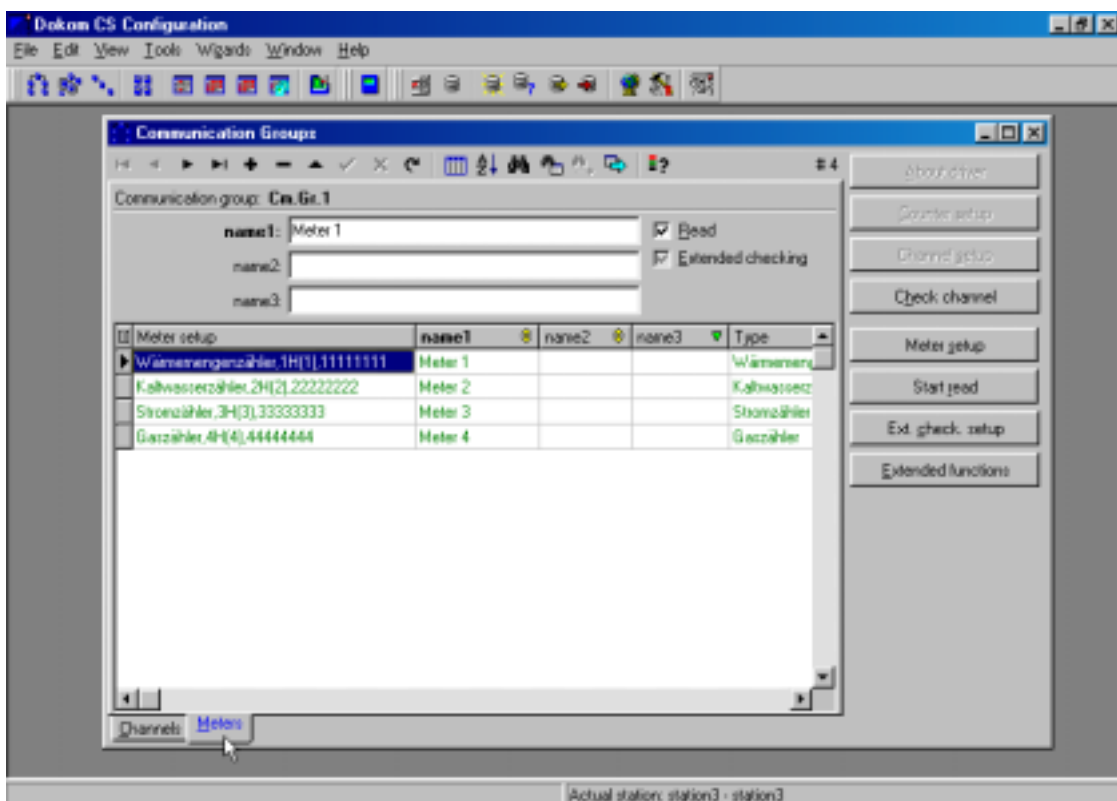 Dokom CS Configuration
File Edit View Tools Wizards Window Help
Communication Groups
#4
Communication group: Cm.Gr.1
name1: Meter 1
Read
name2:
Extended checking
name3:
Meter setup name1 name2 name3 Type
Wärmemengenzähler,1H(1),11111111 Meter 1 Wärmemeng
Kaltwasserzähler,2H(2),22222222 Meter 2 Kaltwasserz
Stromzähler,3H(3),33333333 Meter 3 Stromzähler
Gaszähler,4H(4),44444444 Meter 4 Gaszähler
Channels Meters
About driver
Counter setup
Channel setup
Check channel
Meter setup
Start read
Ext. check. setup
Extended functions
Actual station: station3 - station3